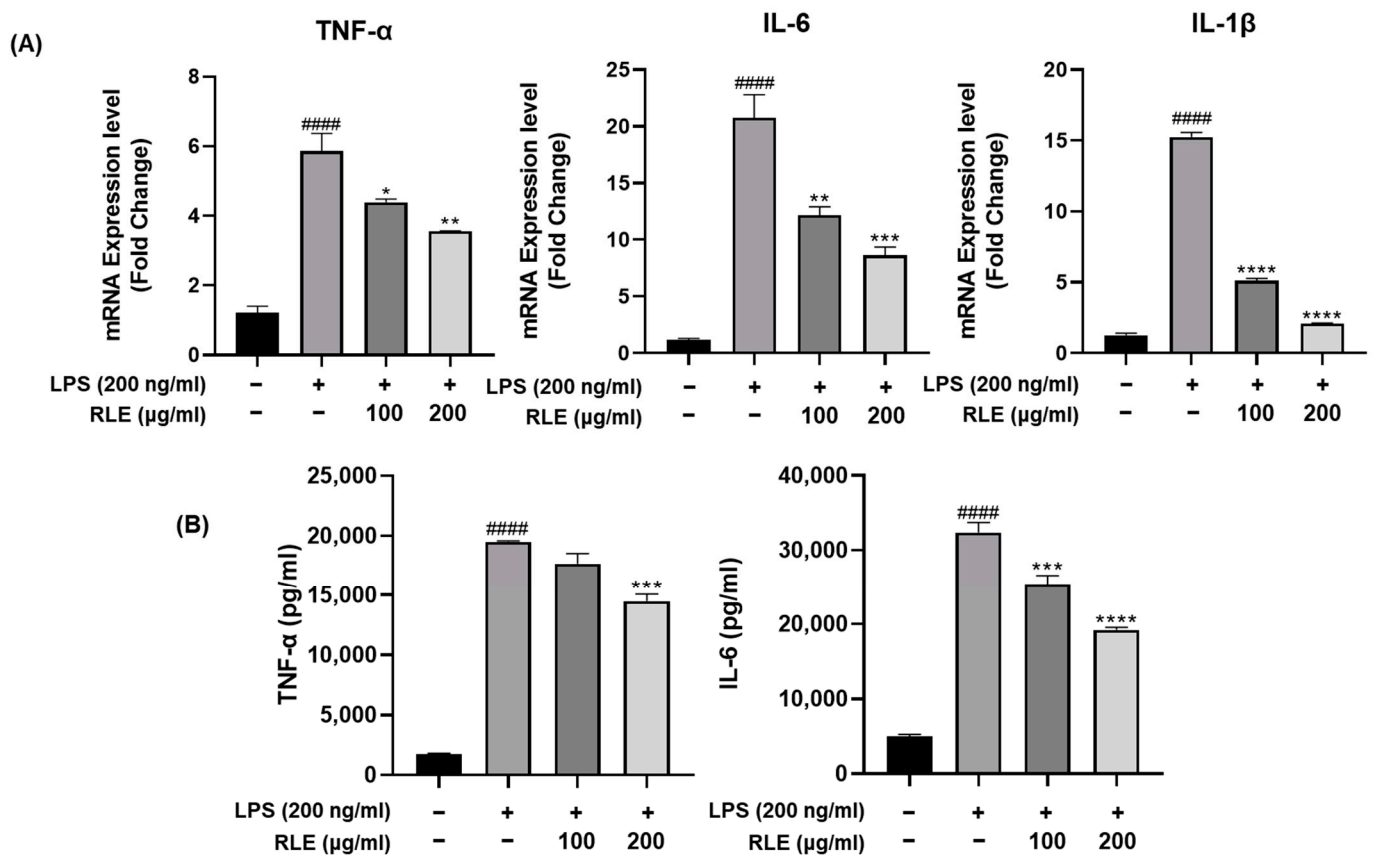 (A)
TNF-α
IL-6
IL-1β
mRNA Expression level
(Fold Change)
8
6
4
2
0
####
*
**
LPS (200 ng/ml) − + + +
RLE (µg/ml) − − 100 200
mRNA Expression level
(Fold Change)
25
20
15
10
5
0
####
**
***
LPS (200 ng/ml) − + + +
RLE (µg/ml) − − 100 200
mRNA Expression level
(Fold Change)
20
15
10
5
0
####
****
****
LPS (200 ng/ml) − + + +
RLE (µg/ml) − − 100 200
(B)
TNF-α (pg/ml)
25,000
20,000
15,000
10,000
5,000
0
####
***
LPS (200 ng/ml) − + + +
RLE (µg/ml) − − 100 200
IL-6 (pg/ml)
40,000
30,000
20,000
10,000
0
####
***
****
LPS (200 ng/ml) − + + +
RLE (µg/ml) − − 100 200